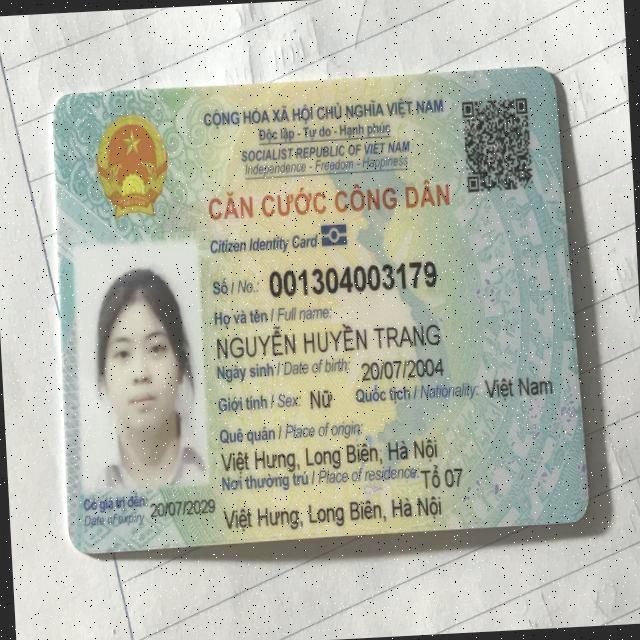 CỘNG HÒA XÃ HỘI CHỦ NGHĨA VIỆT NAM
Độc lập - Tự do - Hạnh phúc
SOCIALIST REPUBLIC OF VIET NAM
Independence - Freedom - Happiness
CĂN CƯỚC CÔNG DÂN
Citizen Identity Card
Số / No.: 001304003179
Họ và tên / Full name:
NGUYỄN HUYỀN TRANG
Ngày sinh / Date of birth: 20/07/2004
Giới tính / Sex: Nữ Quốc tịch / Nationality: Việt Nam
Quê quán / Place of origin:
Việt Hưng, Long Biên, Hà Nội
Nơi thường trú / Place of residence: Tổ 07
Việt Hưng, Long Biên, Hà Nội
Có giá trị đến: 20/07/2029
Date of expiry